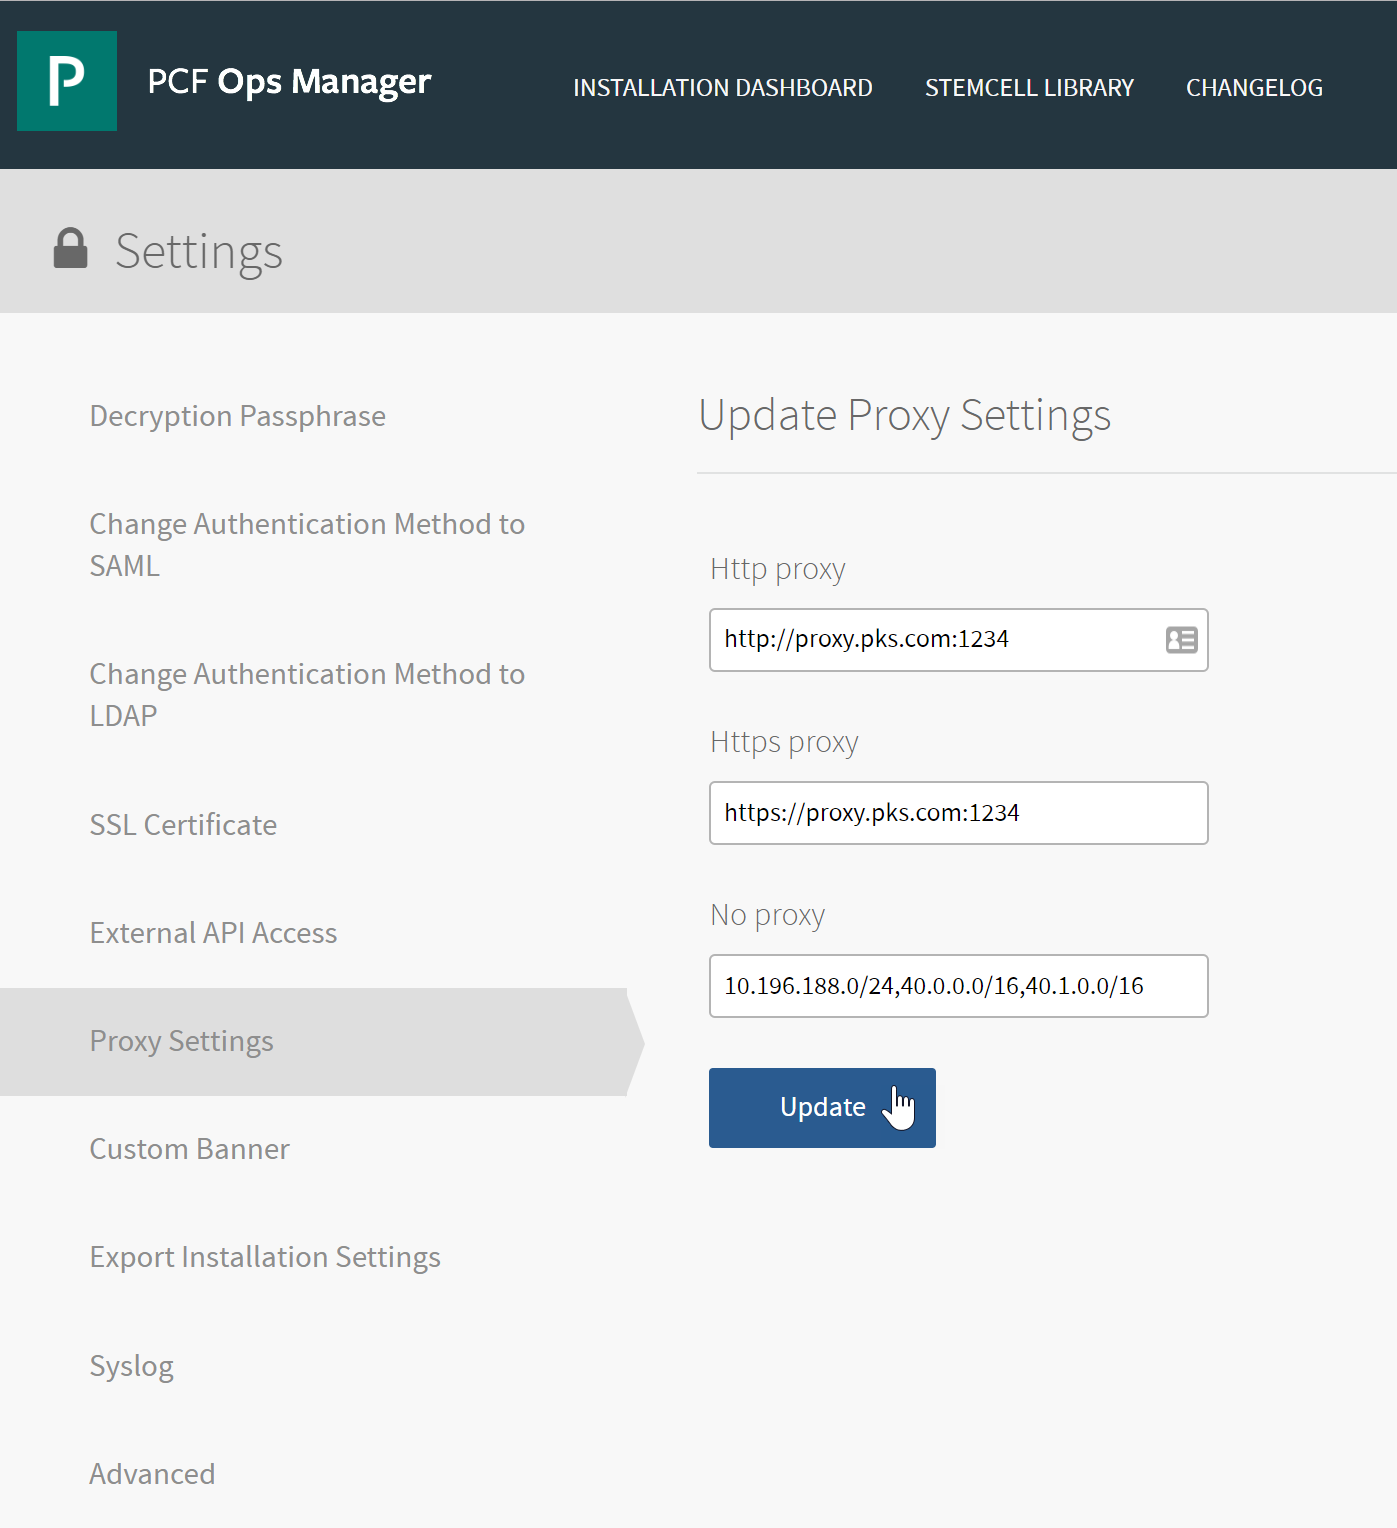 P
PCF Ops Manager
INSTALLATION DASHBOARD
STEMCELL LIBRARY
CHANGELOG
Settings
Decryption Passphrase
Change Authentication Method to
SAML
Change Authentication Method to
LDAP
SSL Certificate
External API Access
Proxy Settings
Custom Banner
Export Installation Settings
Syslog
Advanced
Update Proxy Settings
Http proxy
http://proxy.pks.com:1234
Https proxy
https://proxy.pks.com:1234
No proxy
10.196.188.0/24,40.0.0.0/16,40.1.0.0/16
Update